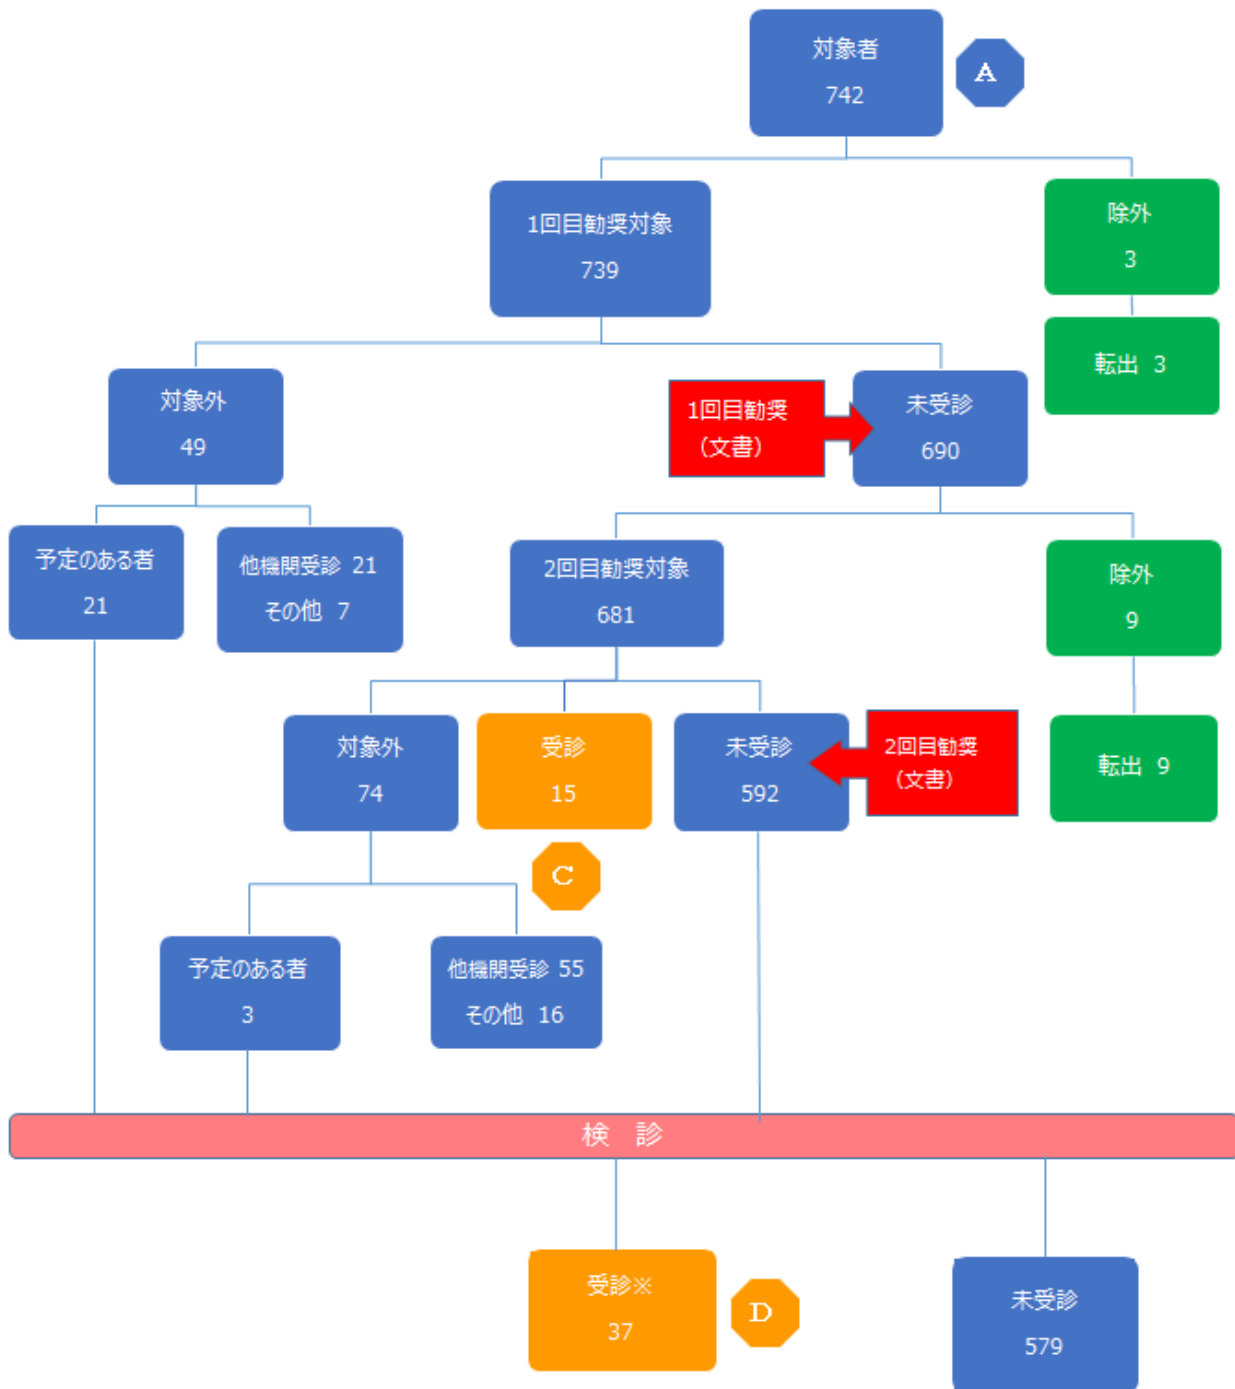 対象者
742
A
1回目勧奨対象
739
除外
3
転出 3
対象外
49
1回目勧奨
（文書）
未受診
690
予定のある者
21
他機関受診 21
その他 7
2回目勧奨対象
681
除外
9
対象外
74
受診
15
未受診
592
2回目勧奨
（文書）
転出 9
C
予定のある者
3
他機関受診 55
その他 16
検 診
受診※
37
D
未受診
579